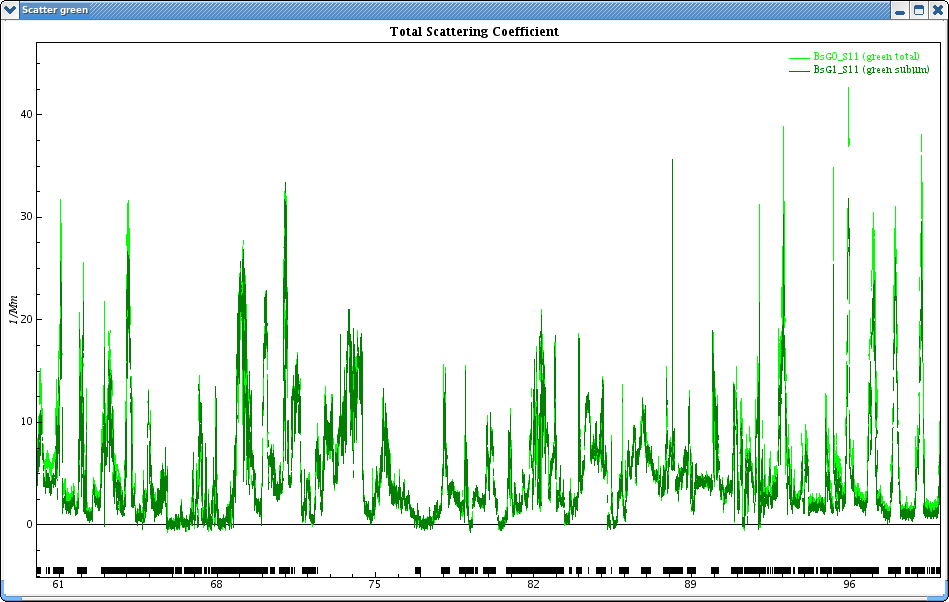 Scatter green
Total Scattering Coefficient
BsG0_S11 (green total)
BsG1_S11 (green subµm)
40
30
20
10
0
1/Mm
61 68 75 82 89 96